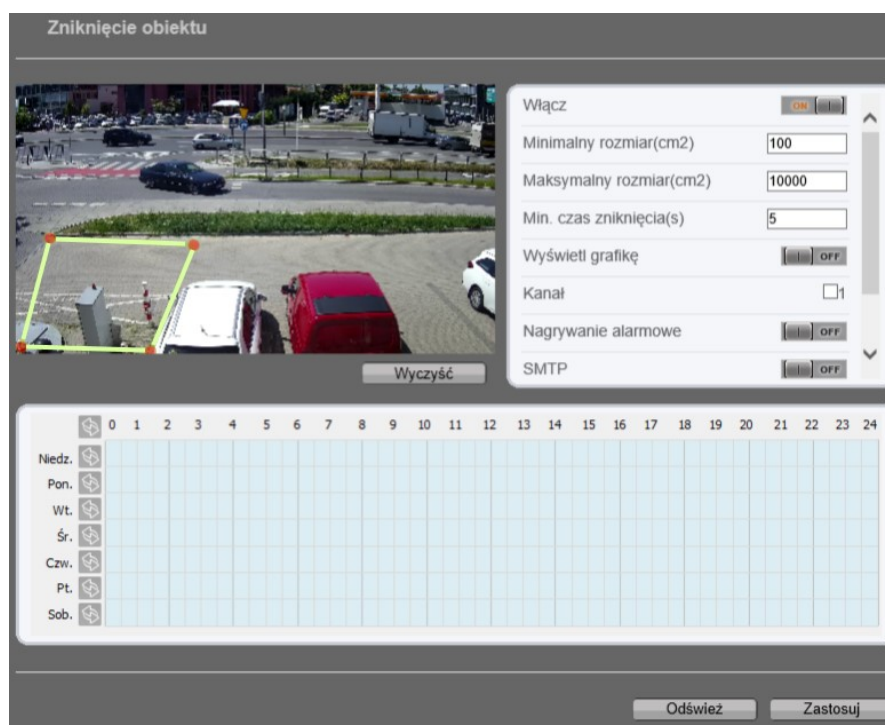 Zniknięcie obiektu
Włącz ON
Minimalny rozmiar(cm2) 100
Maksymalny rozmiar(cm2) 10000
Min. czas zniknięcia(s) 5
Wyświetl grafikę OFF
Kanał 1
Nagrywanie alarmowe OFF
SMTP OFF
Wyczyść
0 1 2 3 4 5 6 7 8 9 10 11 12 13 14 15 16 17 18 19 20 21 22 23 24
Niedz.
Pon.
Wt.
Śr.
Czw.
Pt.
Sob.
Odśwież Zastosuj